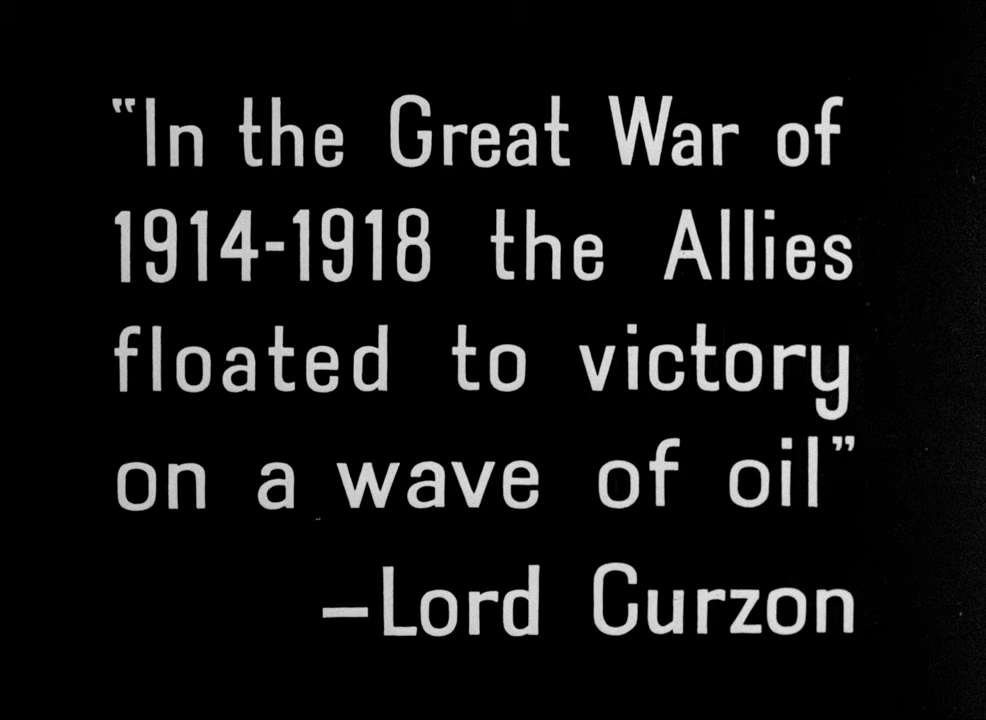 “In the Great War of
1914-1918 the Allies
floated to victory
on a wave of oil”
—Lord Curzon